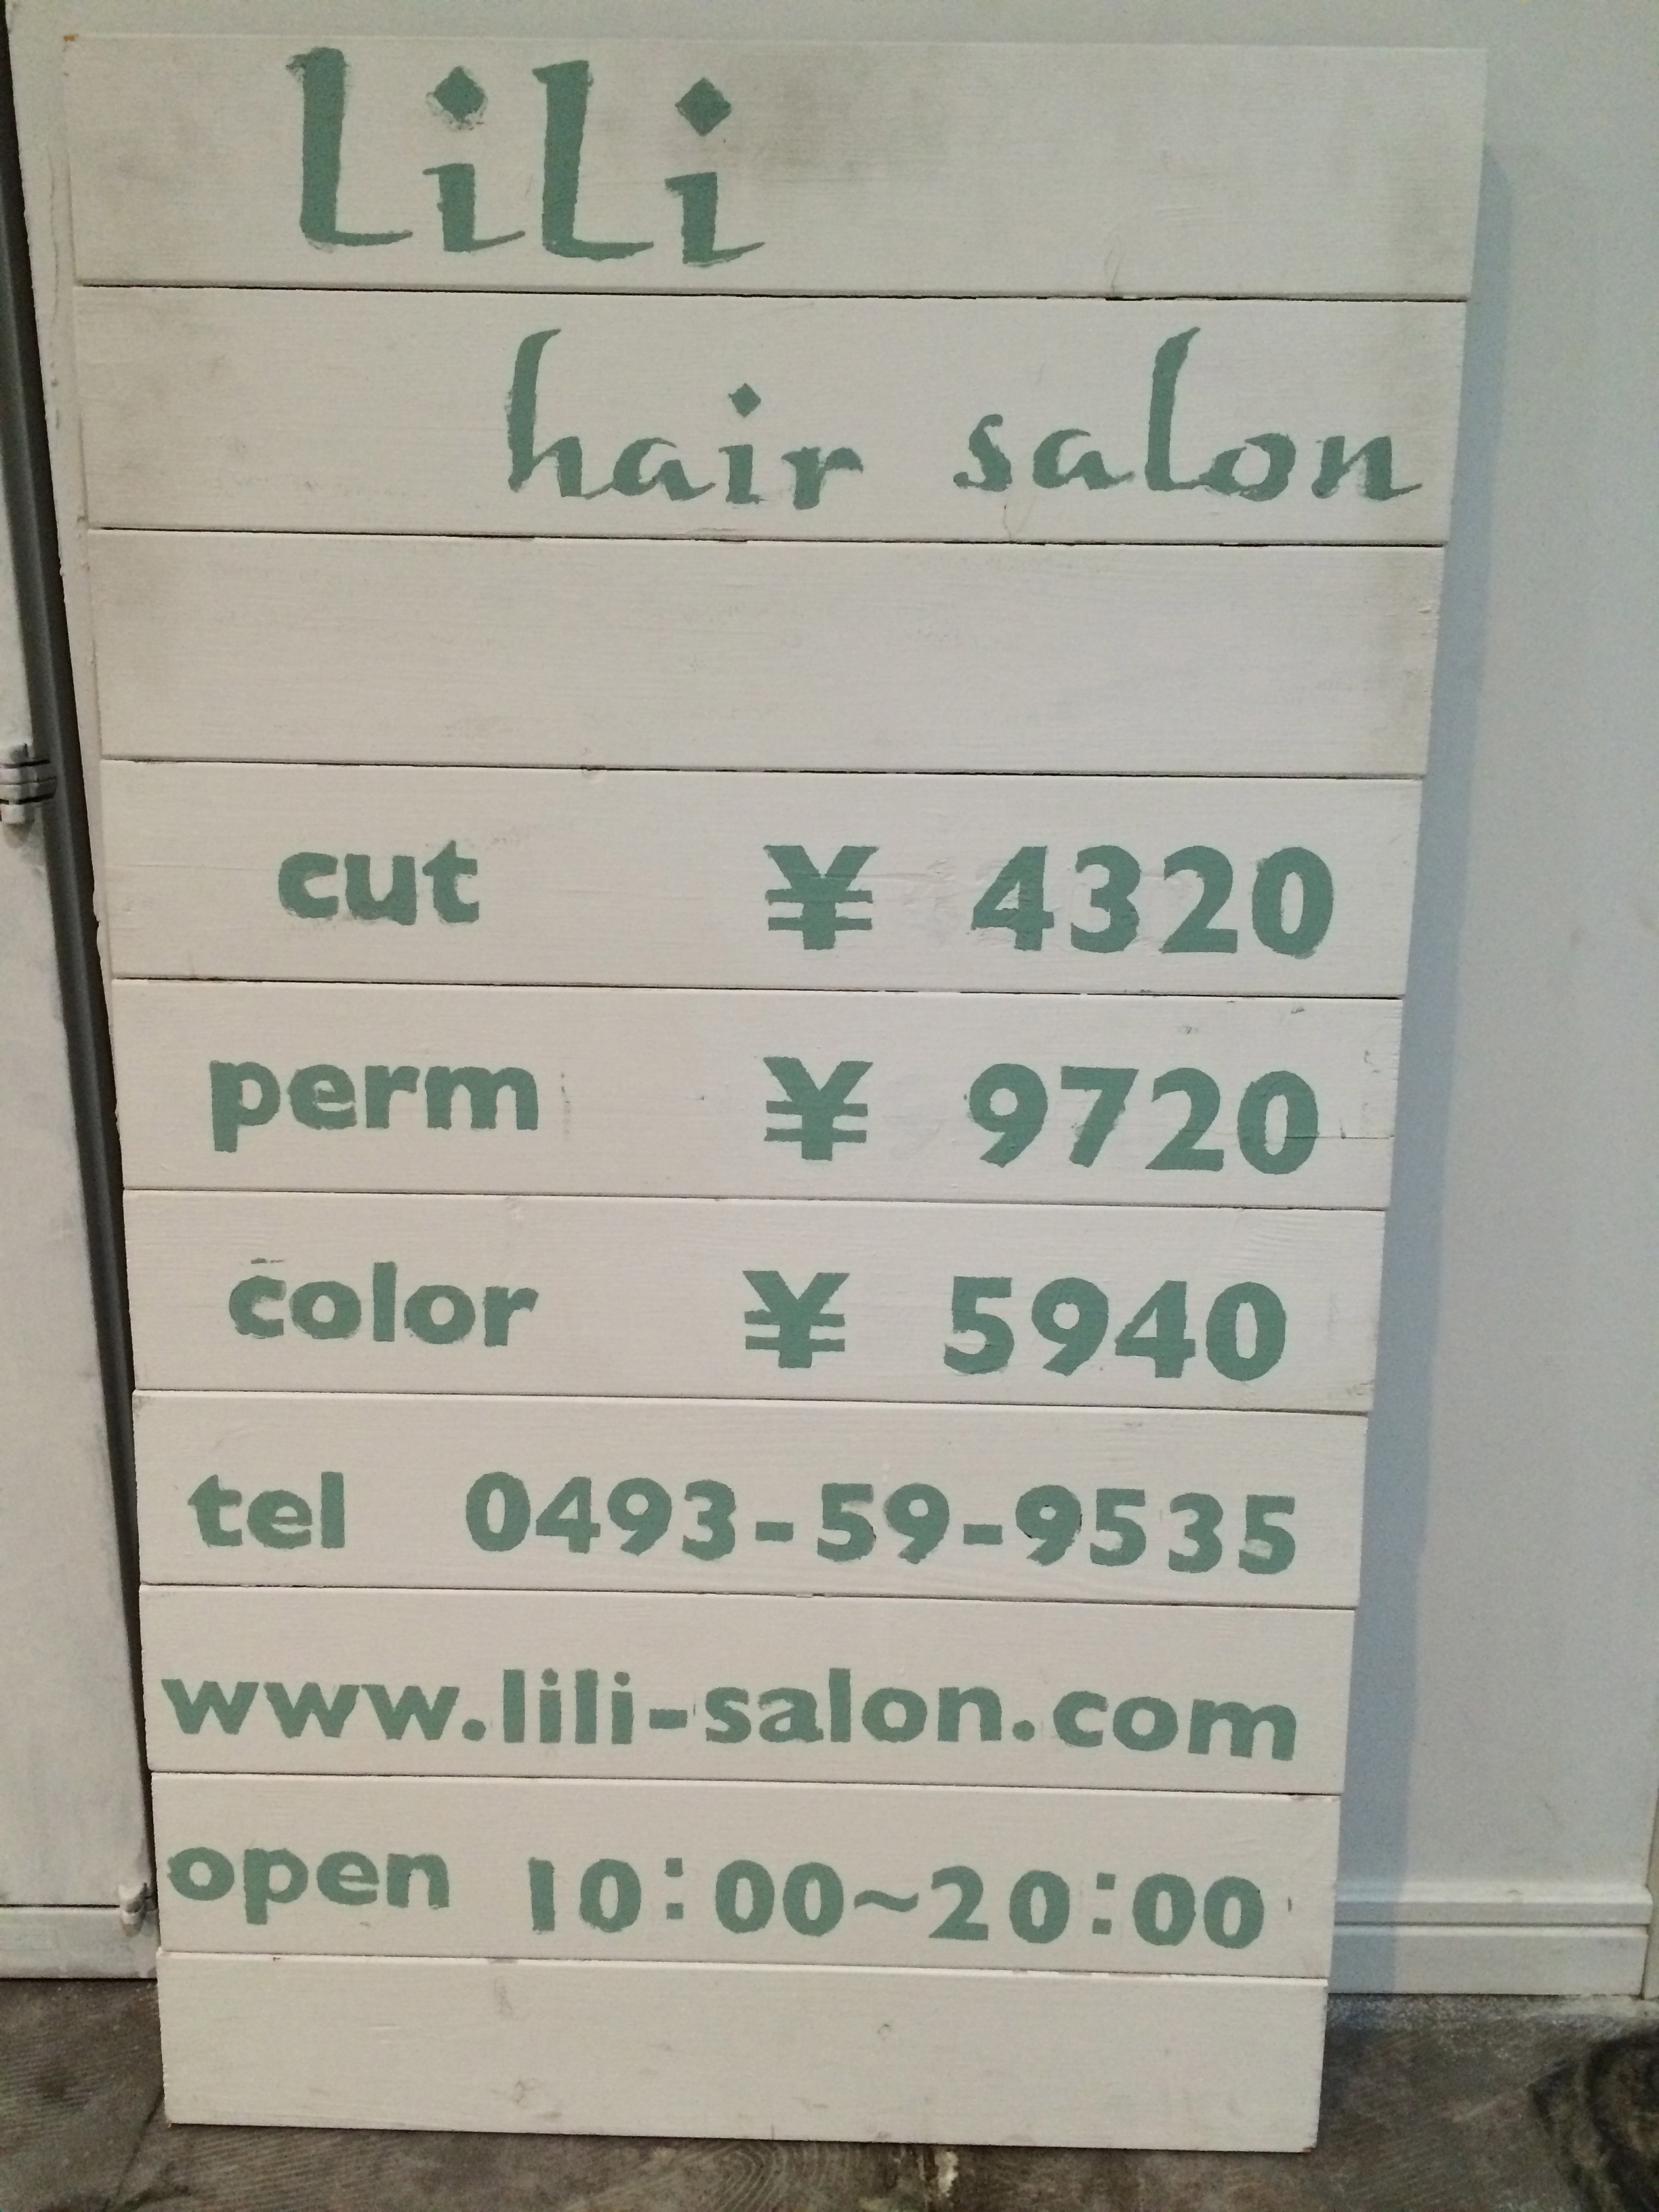 lili
hair salon
cut ¥ 4320
perm ¥ 9720
color ¥ 5940
tel 0493-59-9535
www.lili-salon.com
open 10:00~20:00